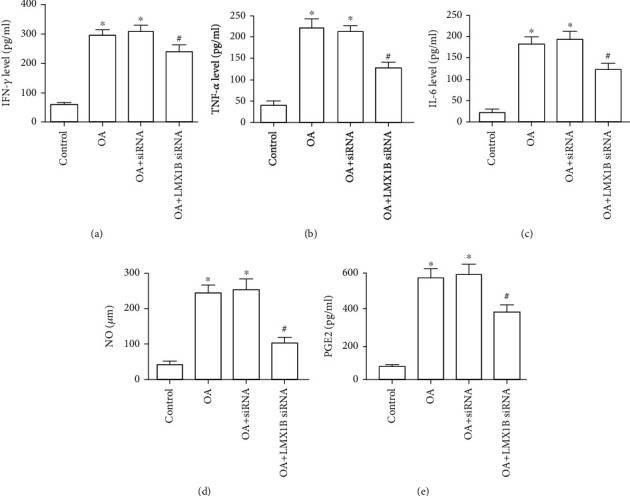 400
300
200
100
0
IFN-γ level (pg/ml)
*
*
#
Control
OA
OA+siRNA
OA+LMX1B siRNA
(a)
250
200
150
100
50
0
TNF-α level (pg/ml)
*
*
#
Control
OA
OA+siRNA
OA+LMX1B siRNA
(b)
250
200
150
100
50
0
IL-6 level (pg/ml)
*
*
#
Control
OA
OA+siRNA
OA+LMX1B siRNA
(c)
300
200
100
0
NO (μm)
*
*
#
Control
OA
OA+siRNA
OA+LMX1B siRNA
(d)
600
400
200
0
PGE2 (pg/ml)
*
*
#
Control
OA
OA+siRNA
OA+LMX1B siRNA
(e)